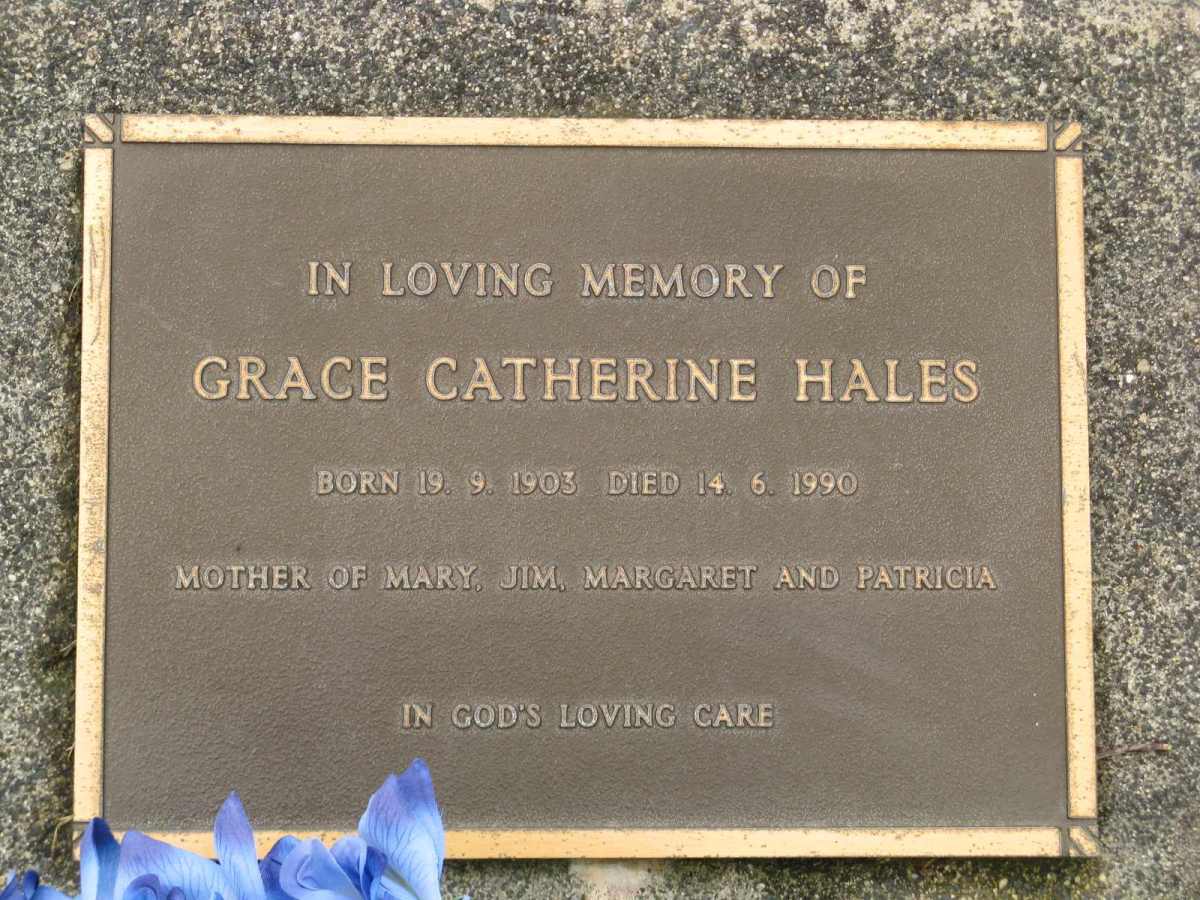 IN LOVING MEMORY OF
GRACE CATHERINE HALES
BORN 19. 9. 1903 DIED 14. 6. 1990
MOTHER OF MARY, JIM, MARGARET AND PATRICIA
IN GOD'S LOVING CARE